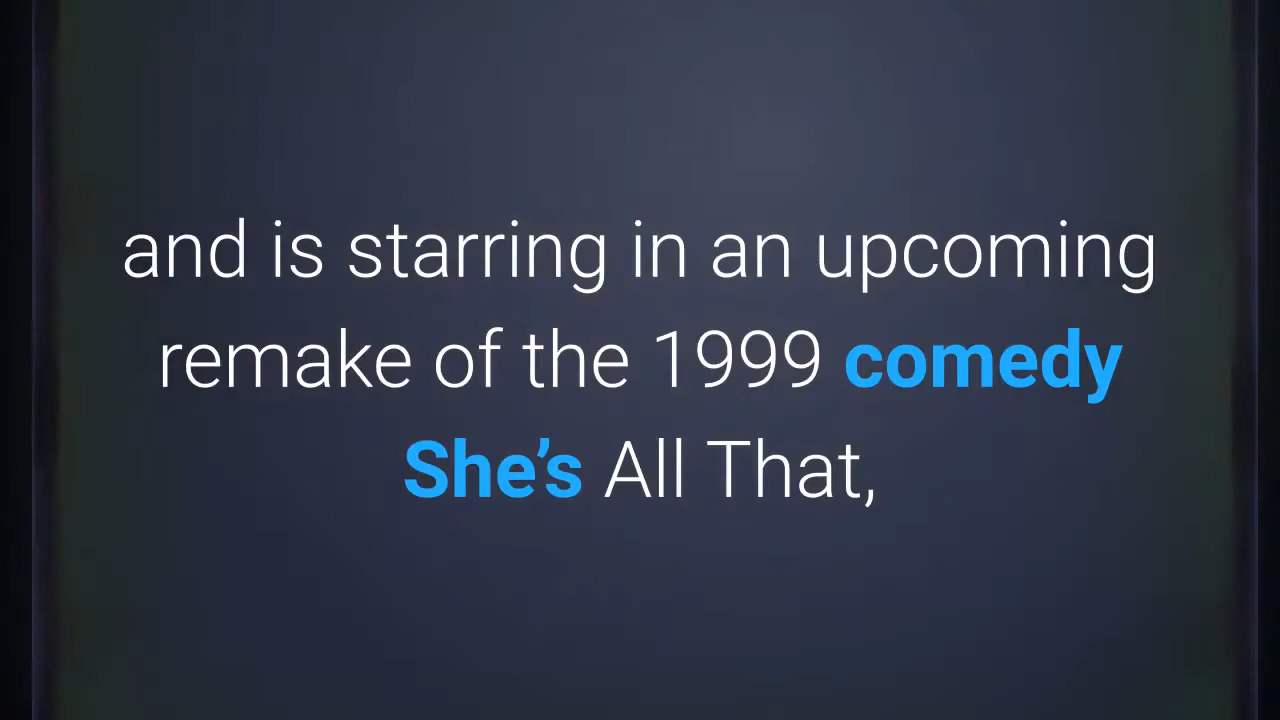 and is starring in an upcoming
remake of the 1999 comedy
She’s All That,